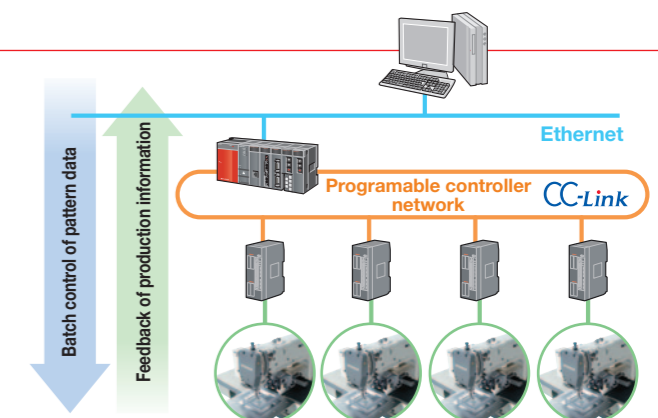 Ethernet
Batch control of pattern data
Feedback of production information
Programable controller
network
CC-Link